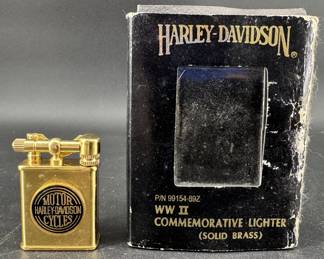 HARLEY-DAVIDSON®
P/N 99154-89Z
WW II
COMMEMORATIVE LIGHTER
(SOLID BRASS)
MOTOR
HARLEY-DAVIDSON
CYCLES